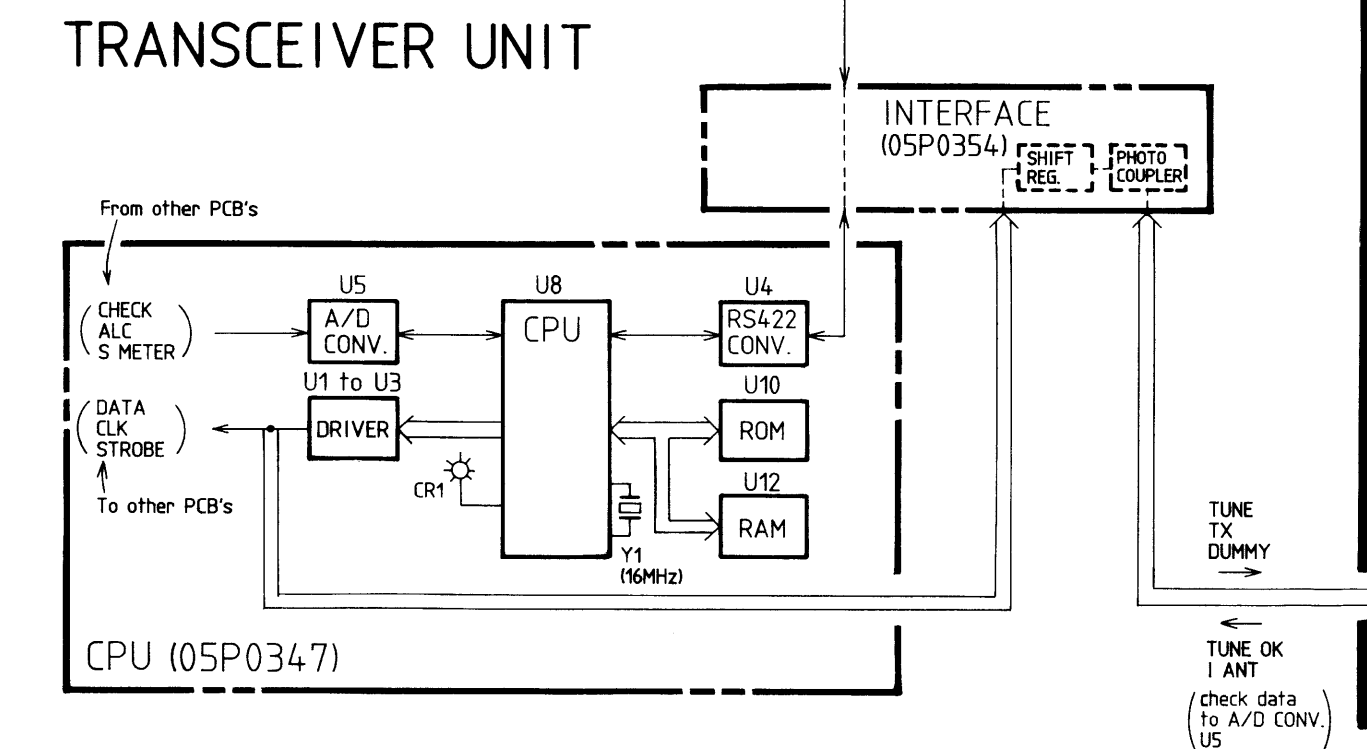 TRANSCEIVER UNIT
INTERFACE
(05P0354)
SHIFT
REG.
PHOTO
COUPLER
From other PCB's
CHECK
ALC
S METER
U5
A/D
CONV.
U8
CPU
U4
RS422
CONV.
U1 to U3
DRIVER
U10
ROM
DATA
CLK
STROBE
To other PCB's
CR1
U12
RAM
Y1
(16MHz)
CPU (05P0347)
TUNE
TX
DUMMY
TUNE OK
I ANT
(check data
to A/D CONV.)
U5